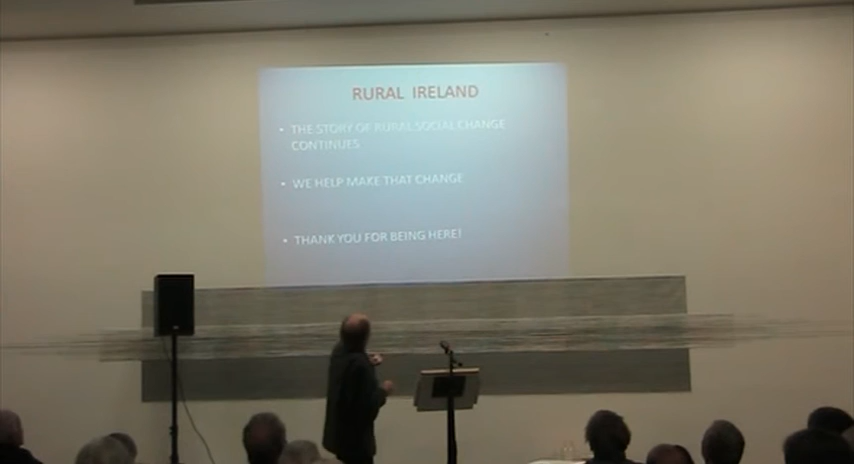 RURAL IRELAND
• THE STORY OF RURAL SOCIAL CHANGE
CONTINUES
• WE HELP MAKE THAT CHANGE
• THANK YOU FOR BEING HERE!